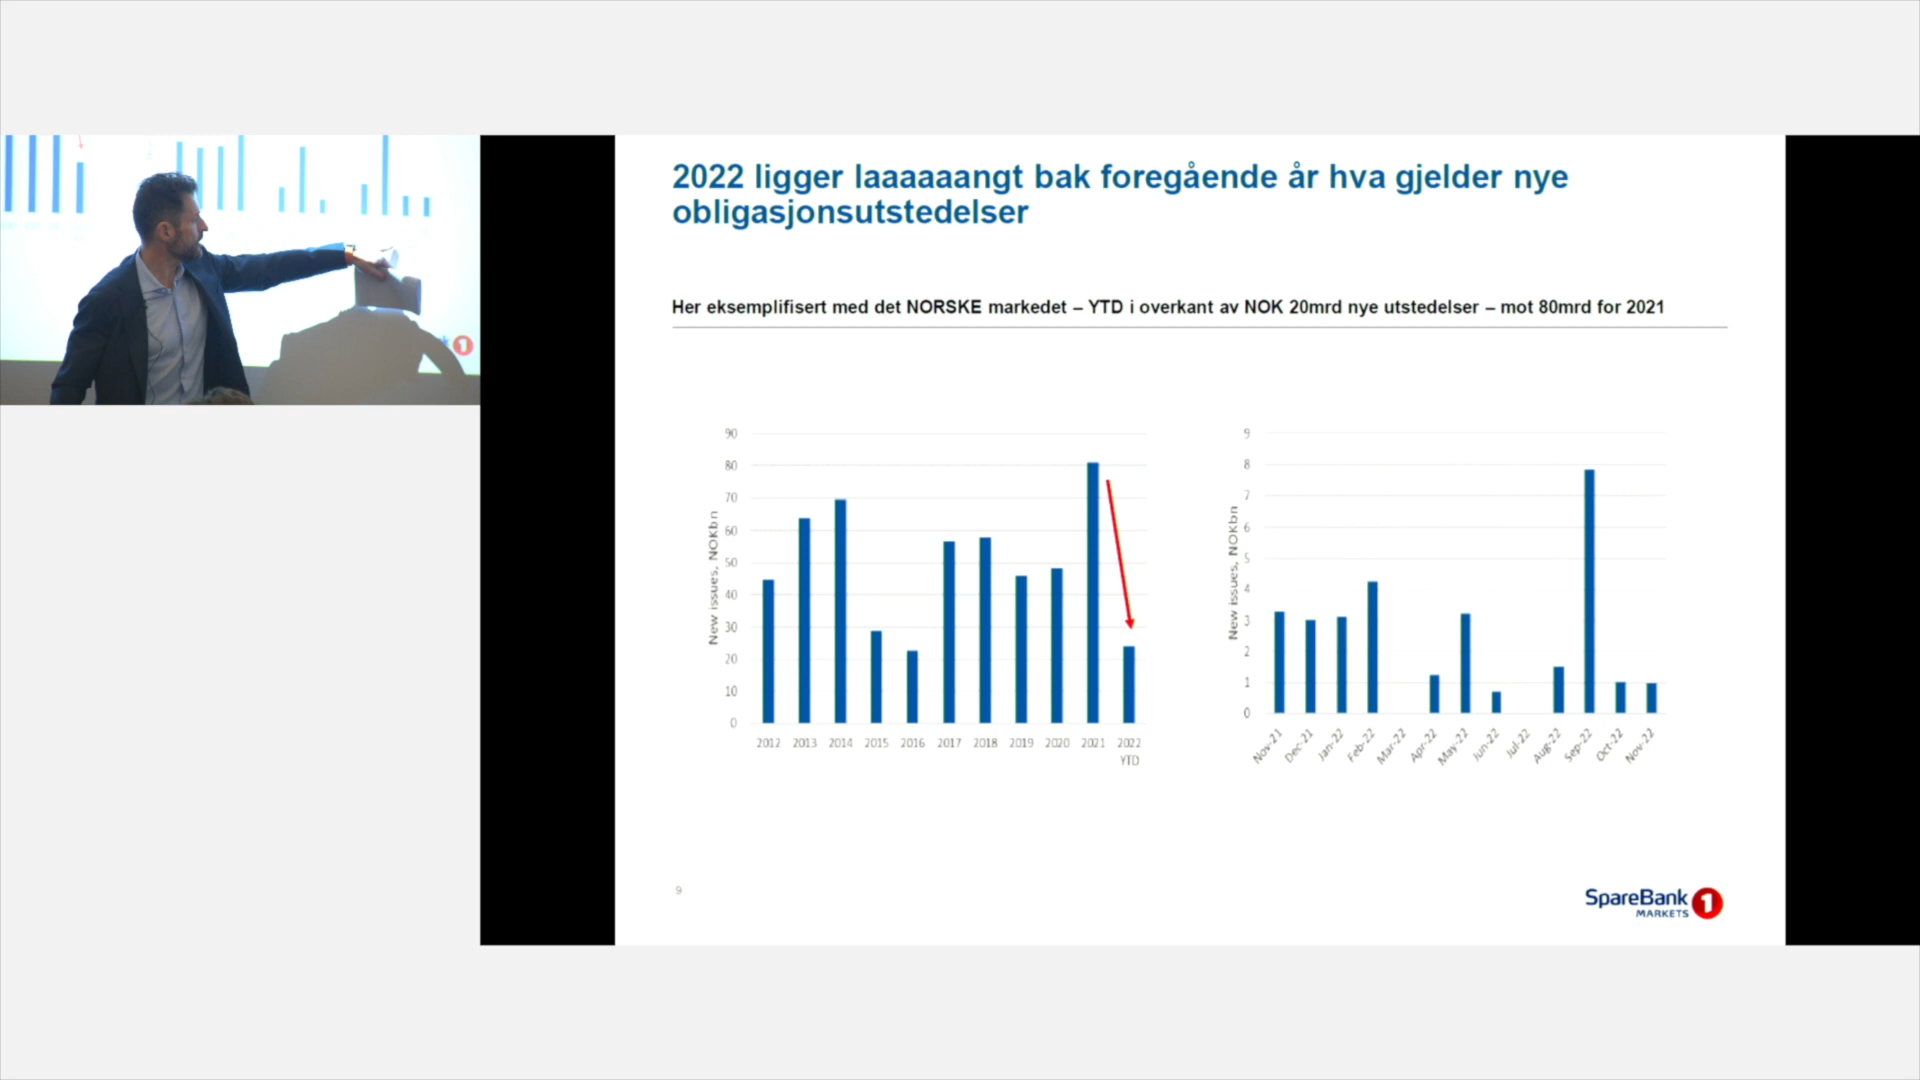 2022 ligger laaaaaangt bak foregående år hva gjelder nye
obligasjonsutstedelser
Her eksemplifisert med det NORSKE markedet – YTD i overkant av NOK 20mrd nye utstedelser – mot 80mrd for 2021
New issues, NOKbn
90
80
70
60
50
40
30
20
10
0
2012 2013 2014 2015 2016 2017 2018 2019 2020 2021 2022
YTD
New issues, NOKbn
9
8
7
6
5
4
3
2
1
0
Nov-21 Dec-21 Jan-22 Feb-22 Mar-22 Apr-22 May-22 Jun-22 Jul-22 Aug-22 Sep-22 Oct-22 Nov-22
9
SpareBank 1
MARKETS
1